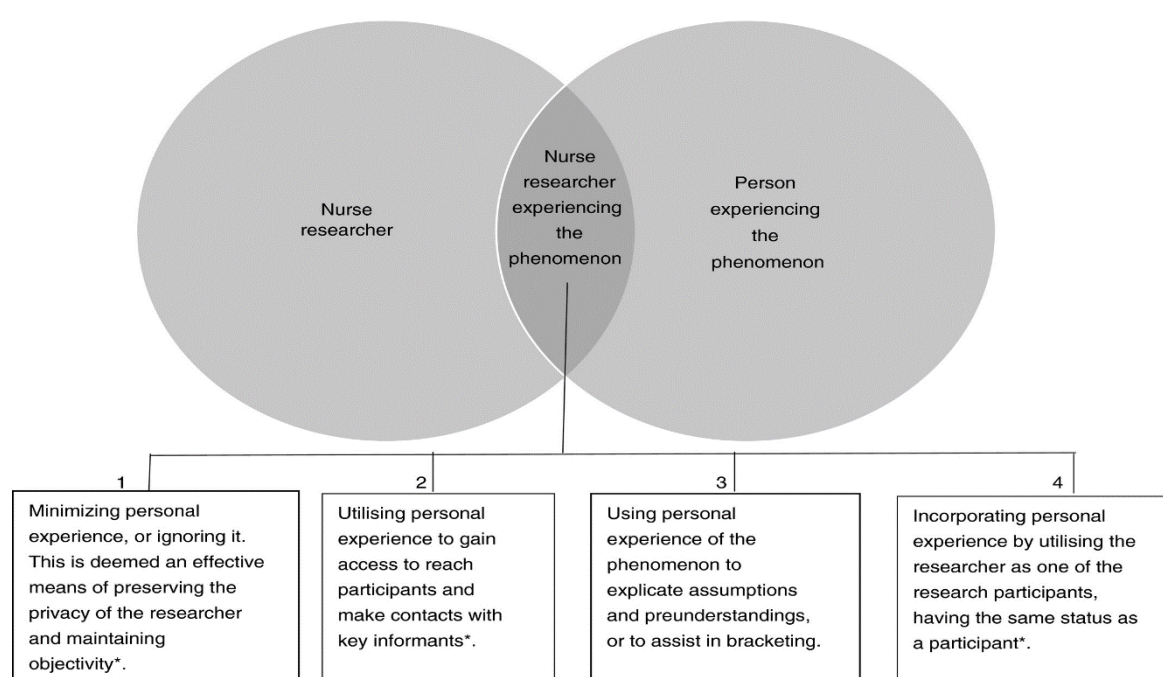 Nurse
researcher
Nurse
researcher
experiencing
the
phenomenon
Person
experiencing
the
phenomenon
1
Minimizing personal
experience, or ignoring it.
This is deemed an effective
means of preserving the
privacy of the researcher
and maintaining
objectivity*.
2
Utilising personal
experience to gain
access to reach
participants and
make contacts with
key informants*.
3
Using personal
experience of the
phenomenon to
explicate assumptions
and preunderstandings,
or to assist in bracketing.
4
Incorporating personal
experience by utilising the
researcher as one of the
research participants,
having the same status as
a participant*.